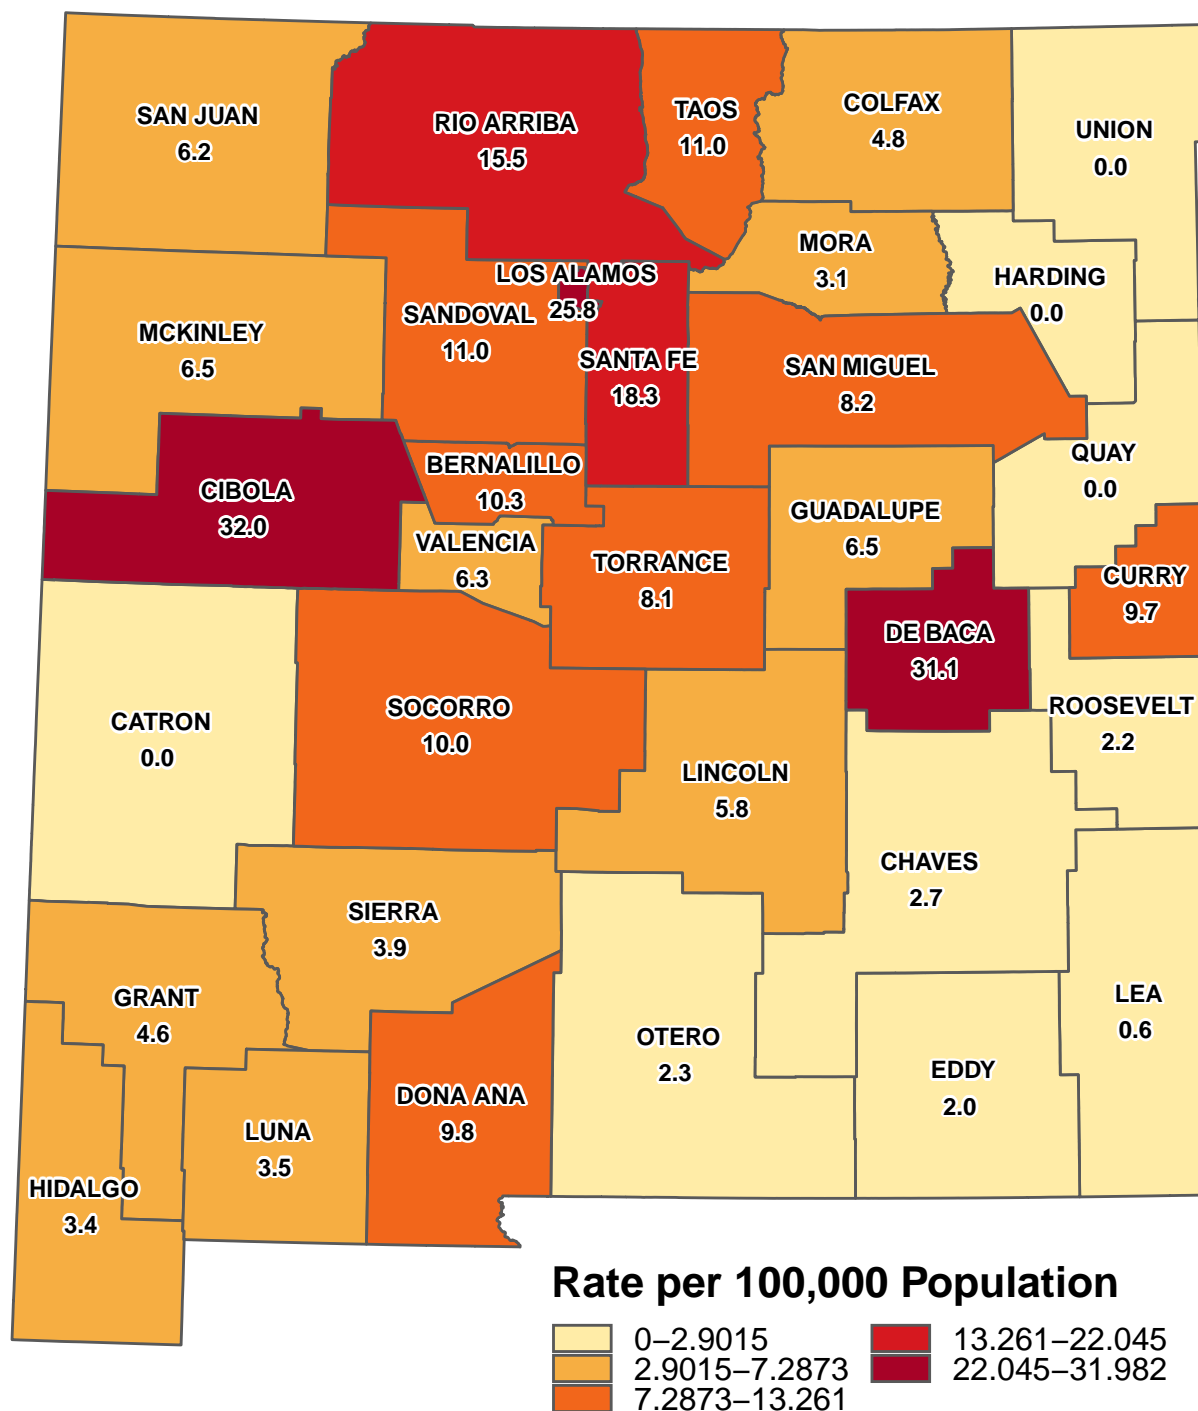 SAN JUAN
6.2
RIO ARRIBA
15.5
TAOS
11.0
COLFAX
4.8
UNION
0.0
MORA
3.1
HARDING
0.0
LOS ALAMOS
25.8
SANDOVAL
11.0
MCKINLEY
6.5
SANTA FE
18.3
SAN MIGUEL
8.2
QUAY
0.0
BERNALILLO
10.3
CIBOLA
32.0
GUADALUPE
6.5
VALENCIA
6.3
TORRANCE
8.1
CURRY
9.7
DE BACA
31.1
ROOSEVELT
2.2
CATRON
0.0
SOCORRO
10.0
LINCOLN
5.8
CHAVES
2.7
SIERRA
3.9
GRANT
4.6
LEA
0.6
OTERO
2.3
EDDY
2.0
DONA ANA
9.8
LUNA
3.5
HIDALGO
3.4
Rate per 100,000 Population
0–2.9015
2.9015–7.2873
7.2873–13.261
13.261–22.045
22.045–31.982